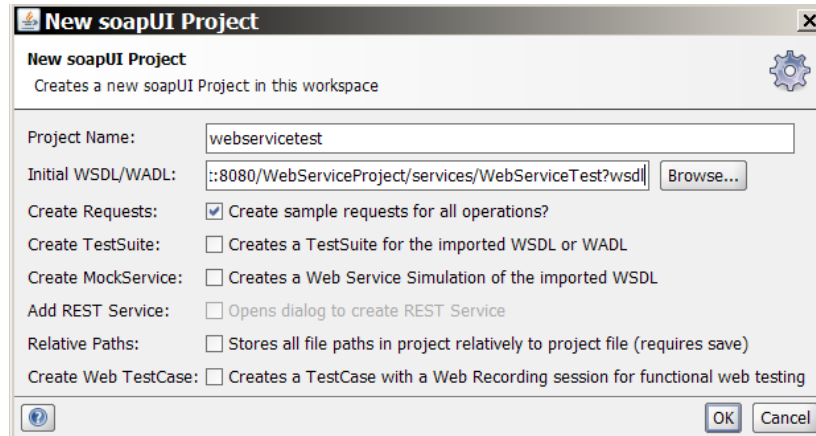 New soapUI Project
New soapUI Project
Creates a new soapUI Project in this workspace
Project Name: webservicetest
Initial WSDL/WADL: :8080/WebServiceProject/services/WebServiceTest?wsdl Browse...
Create Requests: Create sample requests for all operations?
Create TestSuite: Creates a TestSuite for the imported WSDL or WADL
Create MockService: Creates a Web Service Simulation of the imported WSDL
Add REST Service: Opens dialog to create REST Service
Relative Paths: Stores all file paths in project relatively to project file (requires save)
Create Web TestCase: Creates a TestCase with a Web Recording session for functional web testing
OK Cancel